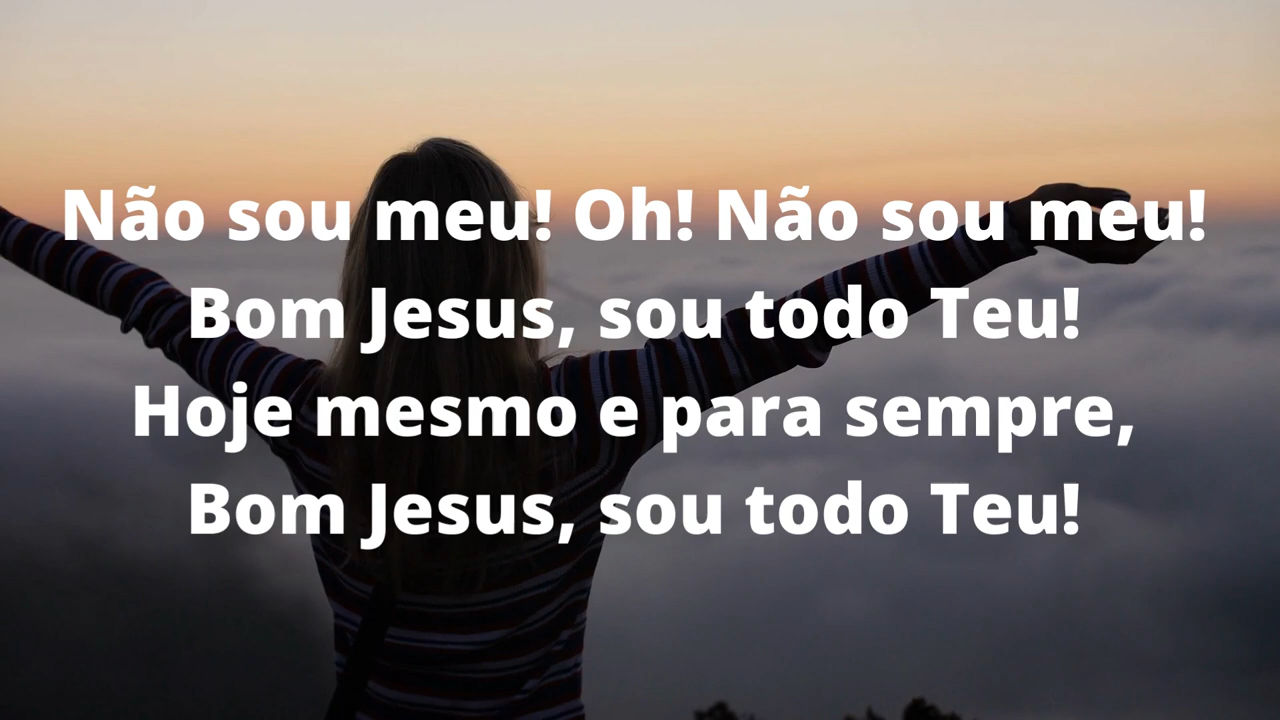 Não sou meu! Oh! Não sou meu!
Bom Jesus, sou todo Teu!
Hoje mesmo e para sempre,
Bom Jesus, sou todo Teu!